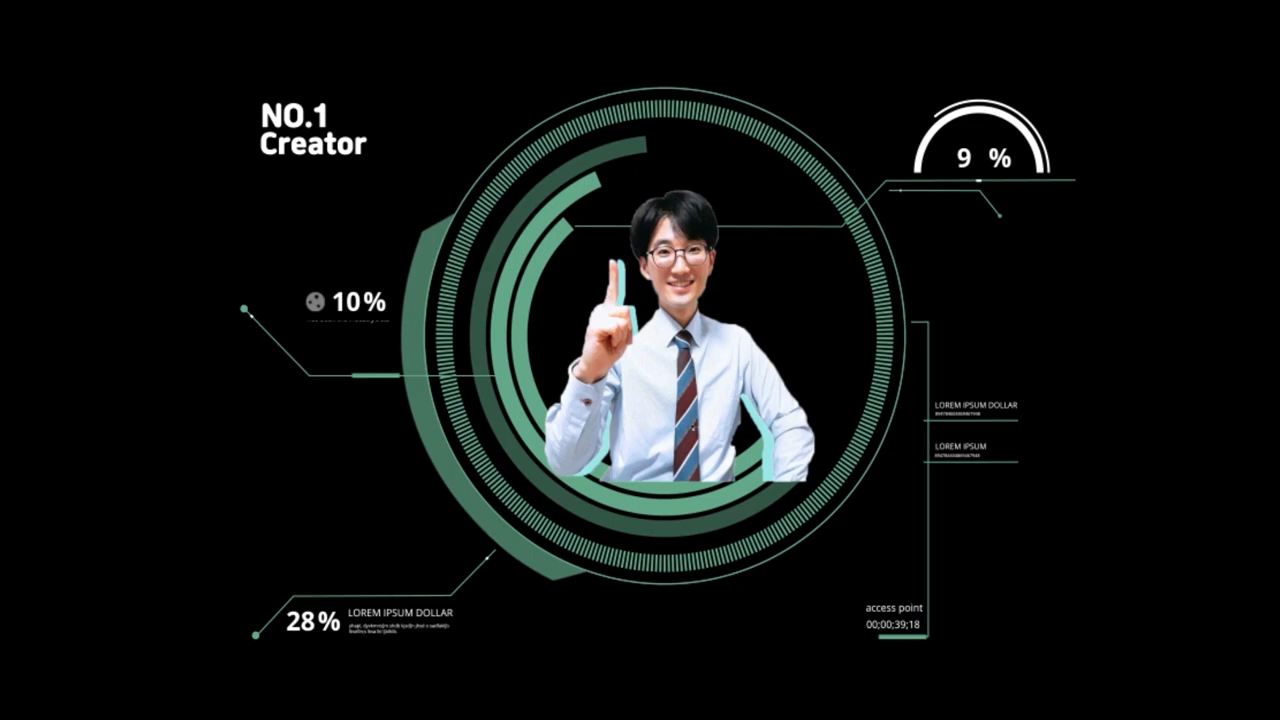 NO.1
Creator
9 %
10%
LOREM IPSUM DOLLAR
LOREM IPSUM
28%
LOREM IPSUM DOLLAR
access point
00;00;39;18